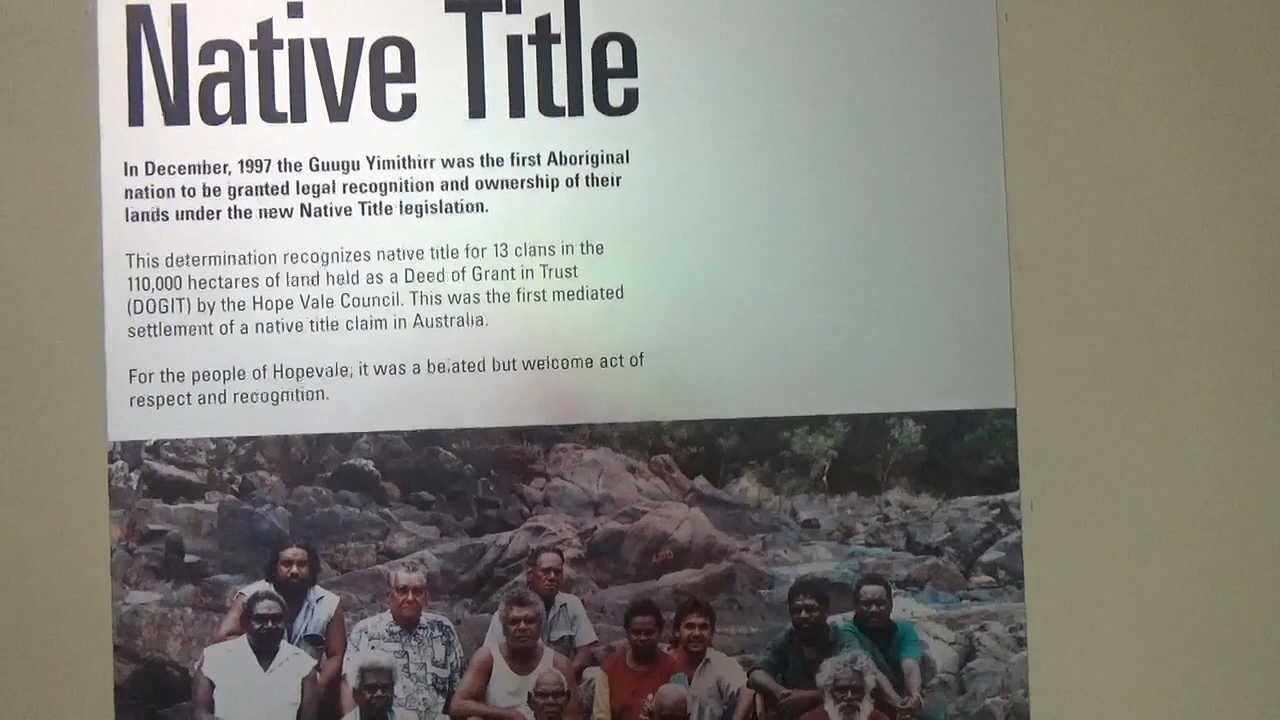 Native Title
In December, 1997 the Guugu Yimithirr was the first Aboriginal
nation to be granted legal recognition and ownership of their
lands under the new Native Title legislation.
This determination recognizes native title for 13 clans in the
110,000 hectares of land held as a Deed of Grant in Trust
(DOGIT) by the Hope Vale Council. This was the first mediated
settlement of a native title claim in Australia.
For the people of Hopevale, it was a belated but welcome act of
respect and recognition.